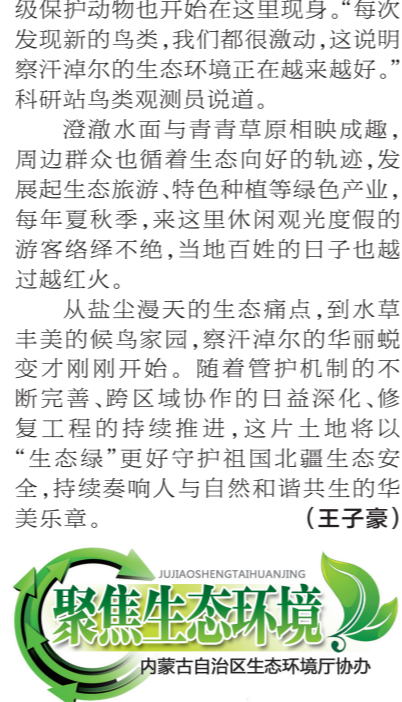 级保护动物也开始在这里现身。“每次
发现新的鸟类，我们都很激动，这说明
察汗淖尔的生态环境正在越来越好。”
科研站鸟类观测员说道。
澄澈水面与青青草原相映成趣，
周边群众也循着生态向好的轨迹，发
展起生态旅游、特色种植等绿色产业，
每年夏秋季，来这里休闲观光度假的
游客络绎不绝，当地百姓的日子也越
过越红火。
从盐尘漫天的生态痛点，到水草
丰美的候鸟家园，察汗淖尔的华丽蜕
变才刚刚开始。随着管护机制的不
断完善、跨区域协作的日益深化、修
复工程的持续推进，这片土地将以
“生态绿”更好守护祖国北疆生态安
全，持续奏响人与自然和谐共生的华
美乐章。（王子豪）
JUJIAOSHENGTAIHUANJING
聚焦生态环境
内蒙古自治区生态环境厅协办